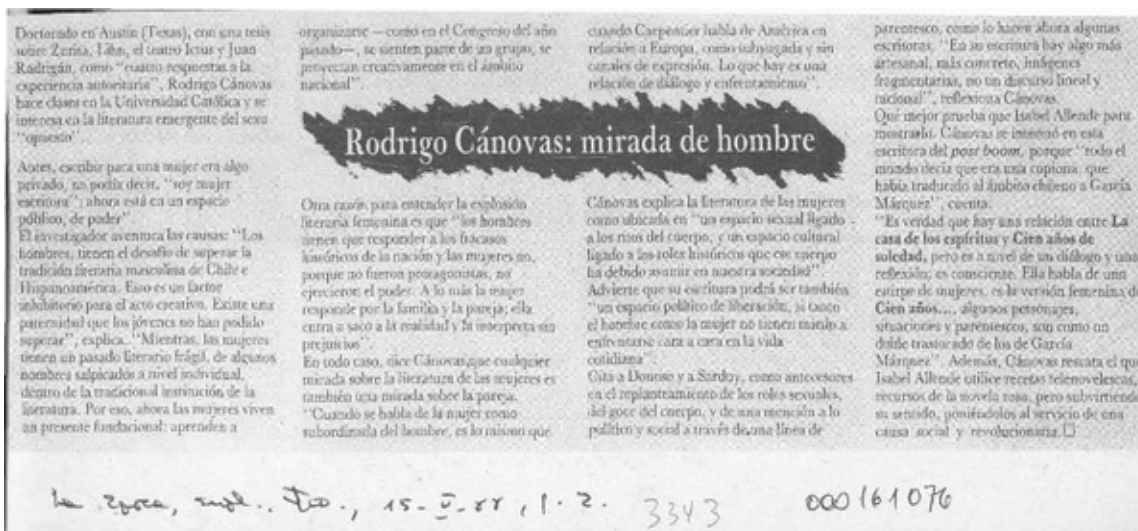 Doctorado en Austin (Texas), con una tesis
sobre Zurita, Lihn, el teatro Ictus y Juan
Radrigán, como "cuatro respuestas a la
experiencia autoritaria", Rodrigo Cánovas
hace clases en la Universidad Católica y se
interesa en la literatura emergente del sexo
"opuesto".
Antes, escribir para una mujer era algo
privado, no podía decir, "soy mujer
escritora"; ahora está en un espacio
público, de poder".
El investigador aventura las causas: "Los
hombres, tienen el desafío de superar la
tradición literaria masculina de Chile e
Hispanoamérica. Esto es un factor
inhibitorio para el acto creativo. Existe una
paternidad que los jóvenes no han podido
superar", explica. "Mientras, las mujeres
tienen un pasado literario frágil, de algunos
nombres salpicados a nivel individual,
dentro de la tradicional institución de la
literatura. Por eso, ahora las mujeres viven
un presente fundacional: aprenden a
organizarse —como en el Congreso del año
pasado—, se sienten parte de un grupo, se
proyectan creativamente en el ámbito
nacional".
Rodrigo Cánovas: mirada de hombre
Otra razón para entender la explosión
literaria femenina es que "los hombres
tienen que responder a los fracasos
históricos de la nación y las mujeres no,
porque no fueron protagonistas, no
ejercieron el poder. A lo más la mujer
responde por la familia y la pareja; ella
entra a saco a la realidad y la interpreta sin
prejuicios".
En todo caso, dice Cánovas, que cualquier
mirada sobre la literatura de las mujeres es
también una mirada sobre la pareja.
"Cuando se habla de la mujer como
subordinada del hombre, es lo mismo que
cuando Carpentier habla de América en
relación a Europa, como subyugada y sin
canales de expresión. Lo que hay es una
relación de diálogo y enfrentamiento".
Cánovas explica la literatura de las mujeres
como ubicada en "un espacio sexual ligado
a los ritos del cuerpo, y un espacio cultural
ligado a los roles históricos que ese cuerpo
ha debido asumir en nuestra sociedad"
Advierte que su escritura podrá ser también
"un espacio político de liberación, si tanto
el hombre como la mujer no tienen miedo a
enfrentarse cara a cara en la vida
cotidiana".
Cita a Donoso y a Sarduy, como antecesores
en el replanteamiento de los roles sexuales,
del goce del cuerpo, y de una mención a lo
político y social a través de una línea de
parentesco, como lo hacen ahora algunas
escritoras. "En su escritura hay algo más
artesanal, más concreto, imágenes
fragmentarias, no un discurso lineal y
racional", reflexiona Cánovas.
Qué mejor prueba que Isabel Allende para
mostrarlo. Cánovas se interesó en esta
escritora del post boom, porque "todo el
mundo decía que era una copiona, que
había traducido al ámbito chileno a García
Márquez", cuenta.
"Es verdad que hay una relación entre La
casa de los espíritus y Cien años de
soledad, pero es a nivel de un diálogo y una
reflexión, es consciente. Ella habla de una
estirpe de mujeres, es la versión femenina de
Cien años..., algunos personajes,
situaciones y parentescos, son como un
doble trastocado de los de García
Márquez". Además, Cánovas rescata el que
Isabel Allende utilice recetas telenovelescas,
recursos de la novela rosa, pero subvirtiendo
su sentido, poniéndolos al servicio de una
causa social y revolucionaria.
La Epoca, supl., Stgo., 15-V-88, p. 2.
3343
000161076